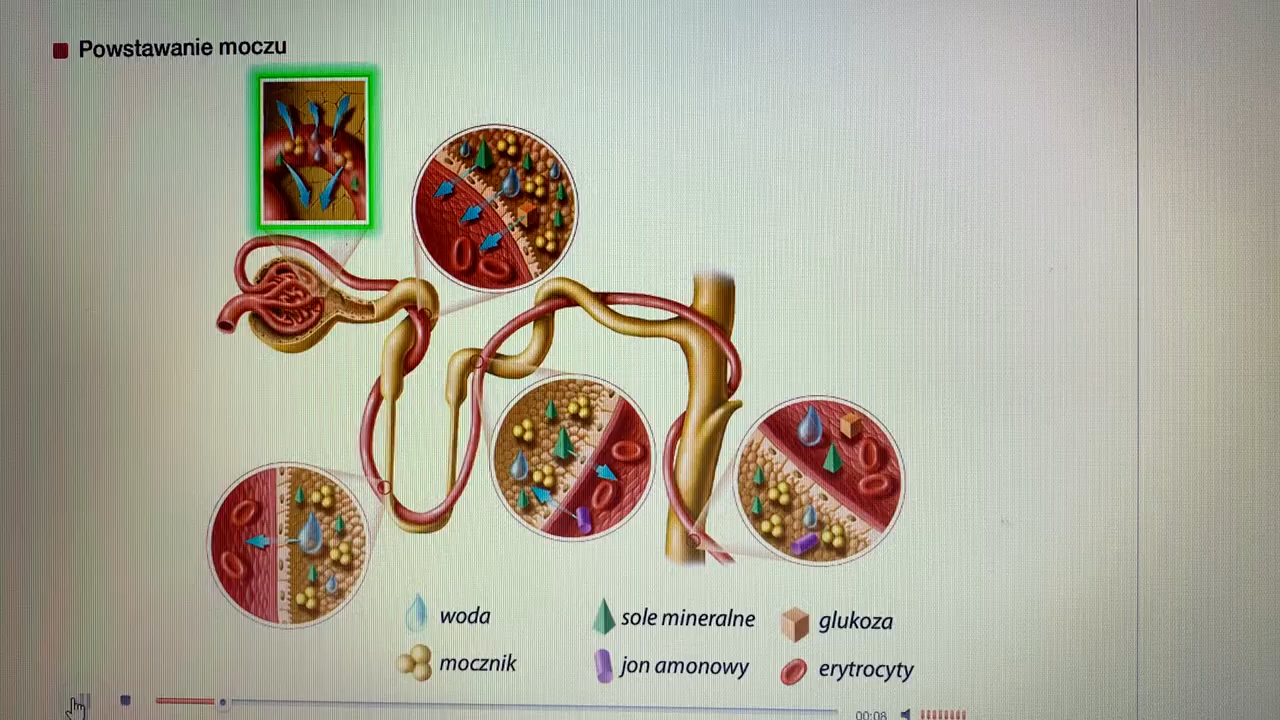 Powstawanie moczu
woda
sole mineralne
glukoza
mocznik
jon amonowy
erytrocyty
00:08